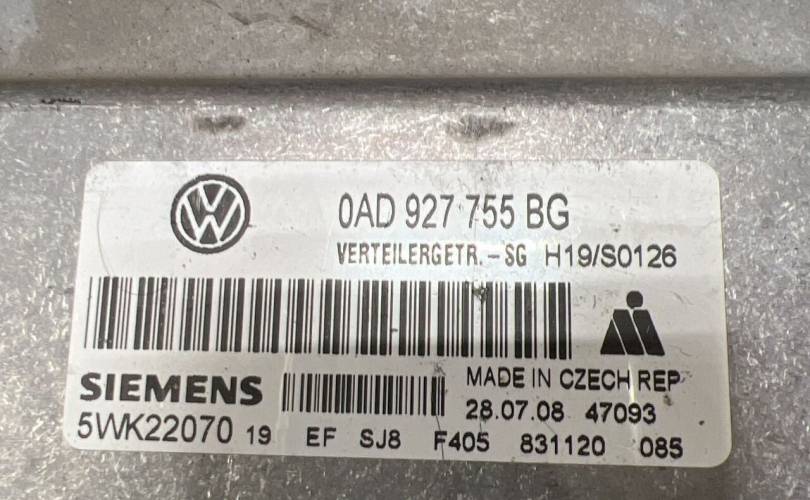 0AD 927 755 BG
VERTEILERGETR.-SG H19/S0126
SIEMENS
MADE IN CZECH REP
28.07.08 47093
5WK22070 19 EF SJ8 F405 831120 085